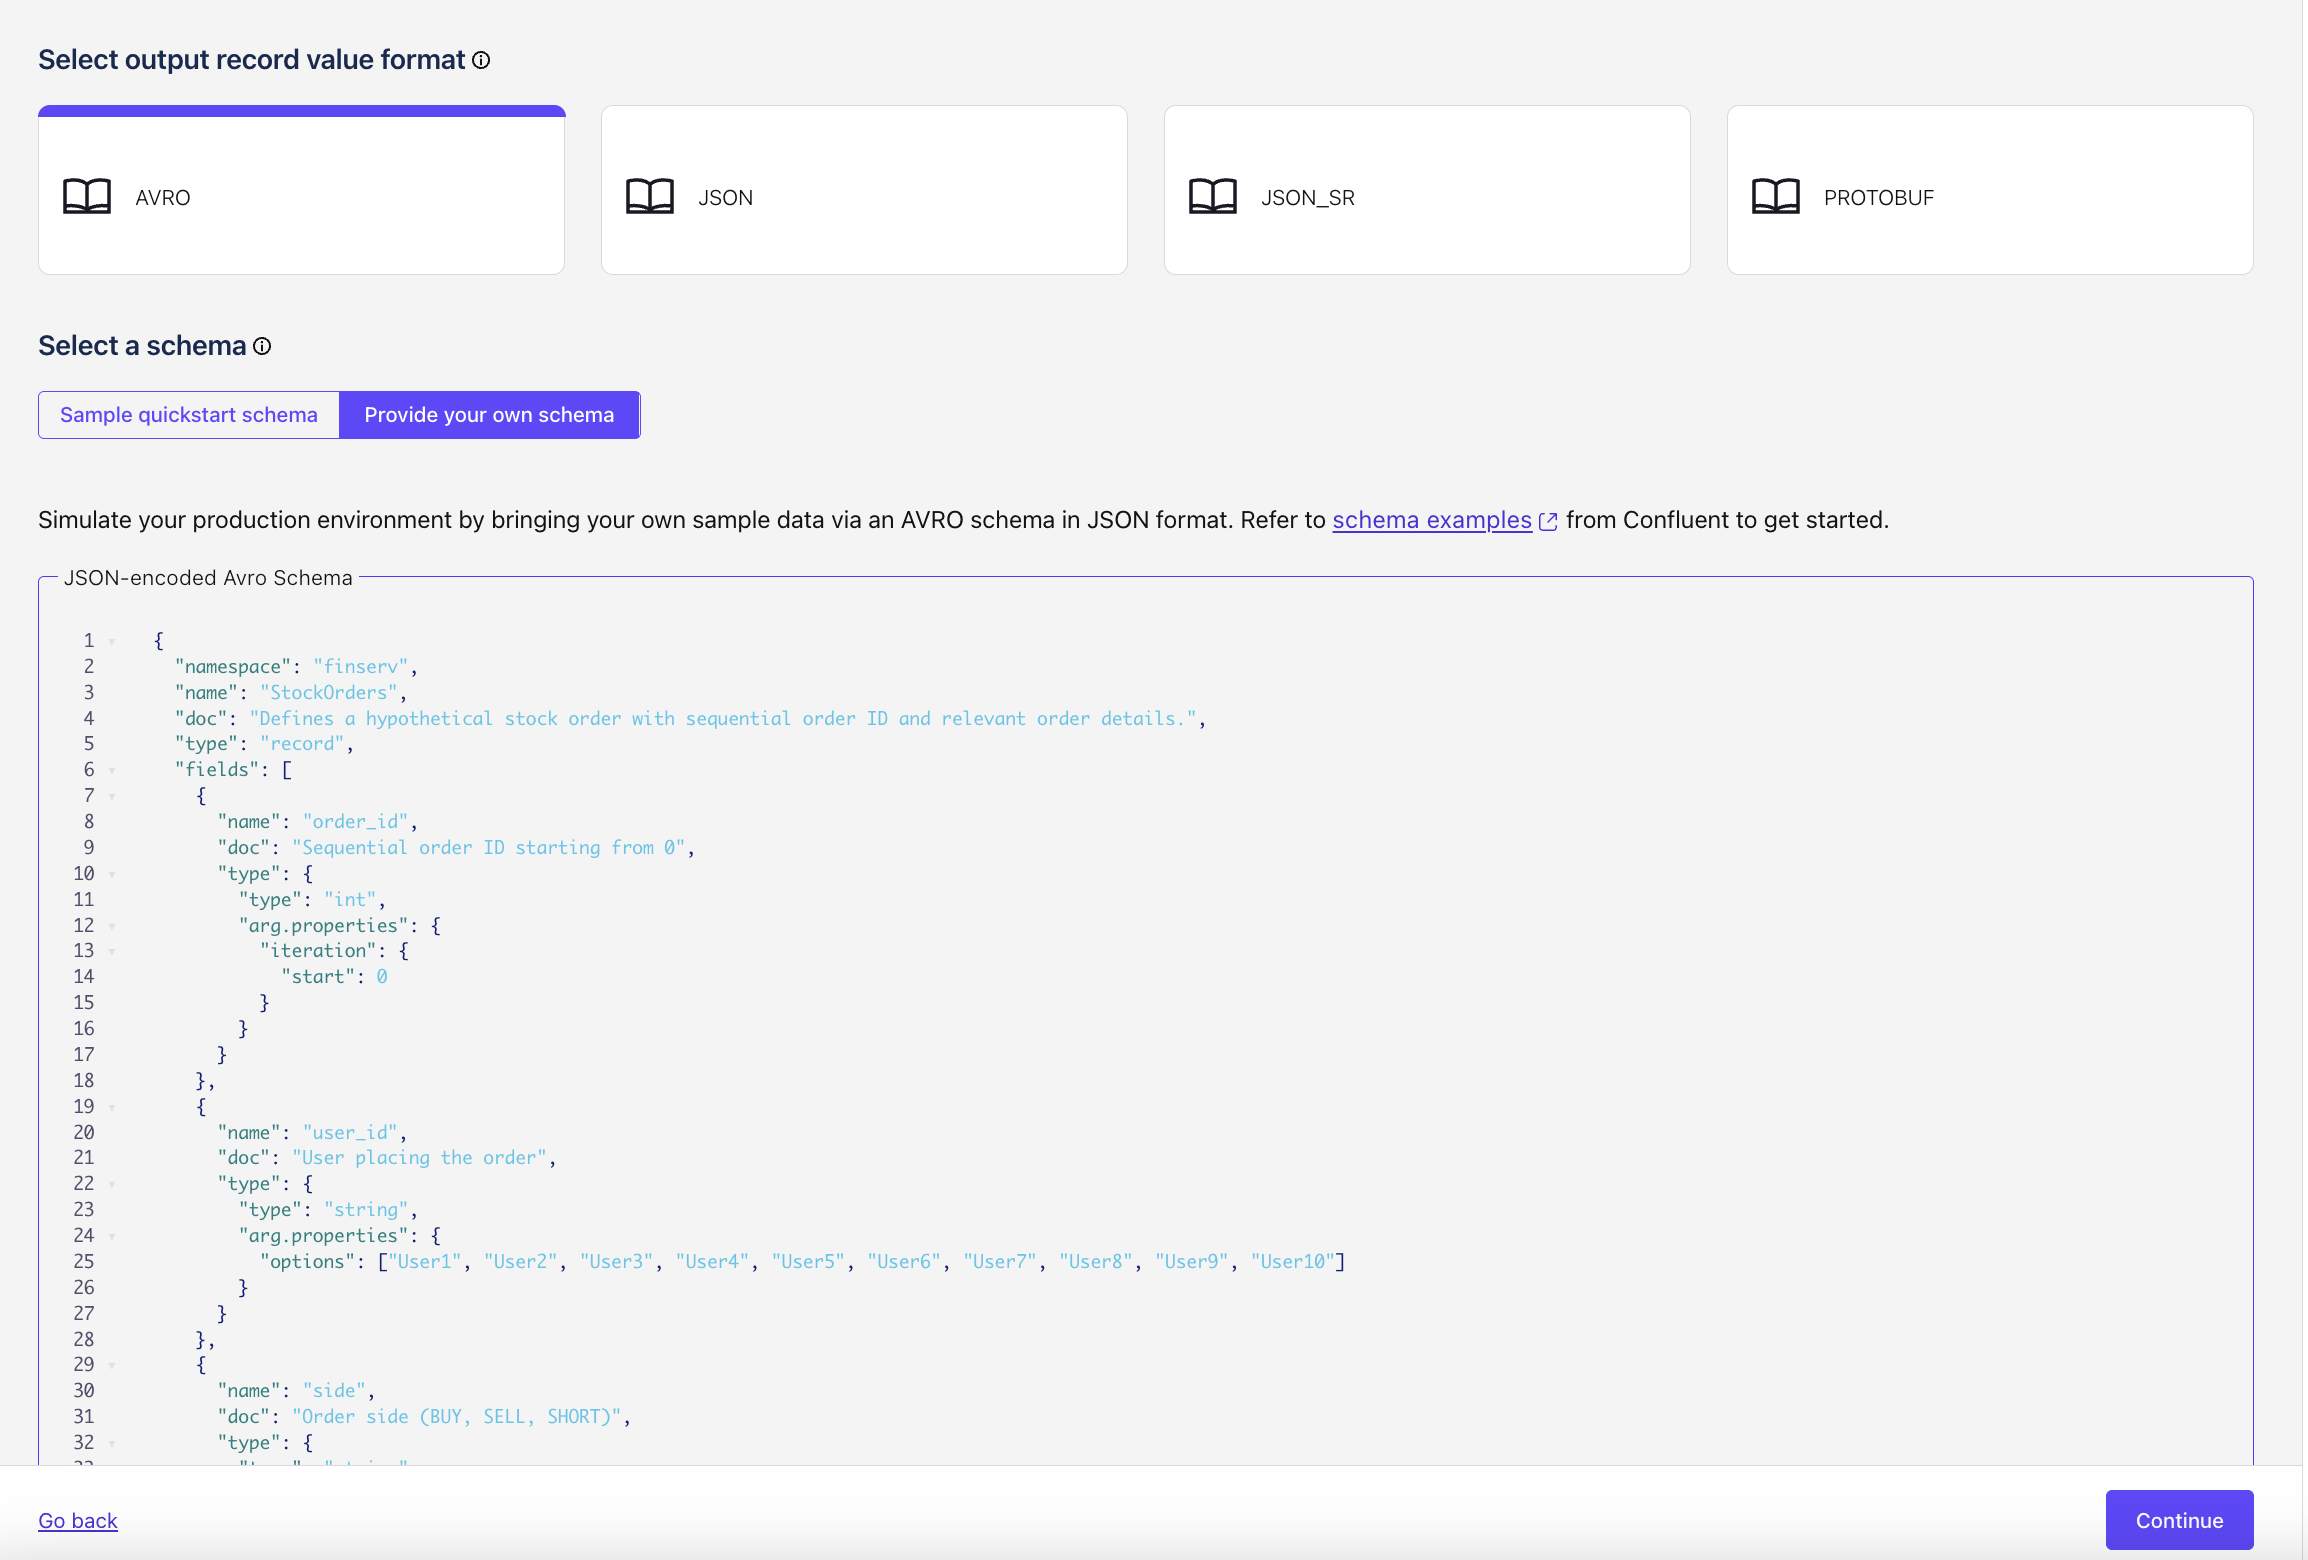 Select output record value format
AVRO
JSON
JSON_SR
PROTOBUF
Select a schema
Sample quickstart schema
Provide your own schema
Simulate your production environment by bringing your own sample data via an AVRO schema in JSON format. Refer to schema examples from Confluent to get started.
JSON-encoded Avro Schema
1 {
2 "namespace": "finserv",
3 "name": "StockOrders",
4 "doc": "Defines a hypothetical stock order with sequential order ID and relevant order details.",
5 "type": "record",
6 "fields": [
7 {
8 "name": "order_id",
9 "doc": "Sequential order ID starting from 0",
10 "type": {
11 "type": "int",
12 "arg.properties": {
13 "iteration": {
14 "start": 0
15 }
16 }
17 }
18 },
19 {
20 "name": "user_id",
21 "doc": "User placing the order",
22 "type": {
23 "type": "string",
24 "arg.properties": {
25 "options": ["User1", "User2", "User3", "User4", "User5", "User6", "User7", "User8", "User9", "User10"]
26 }
27 }
28 },
29 {
30 "name": "side",
31 "doc": "Order side (BUY, SELL, SHORT)",
32 "type": {
Go back
Continue